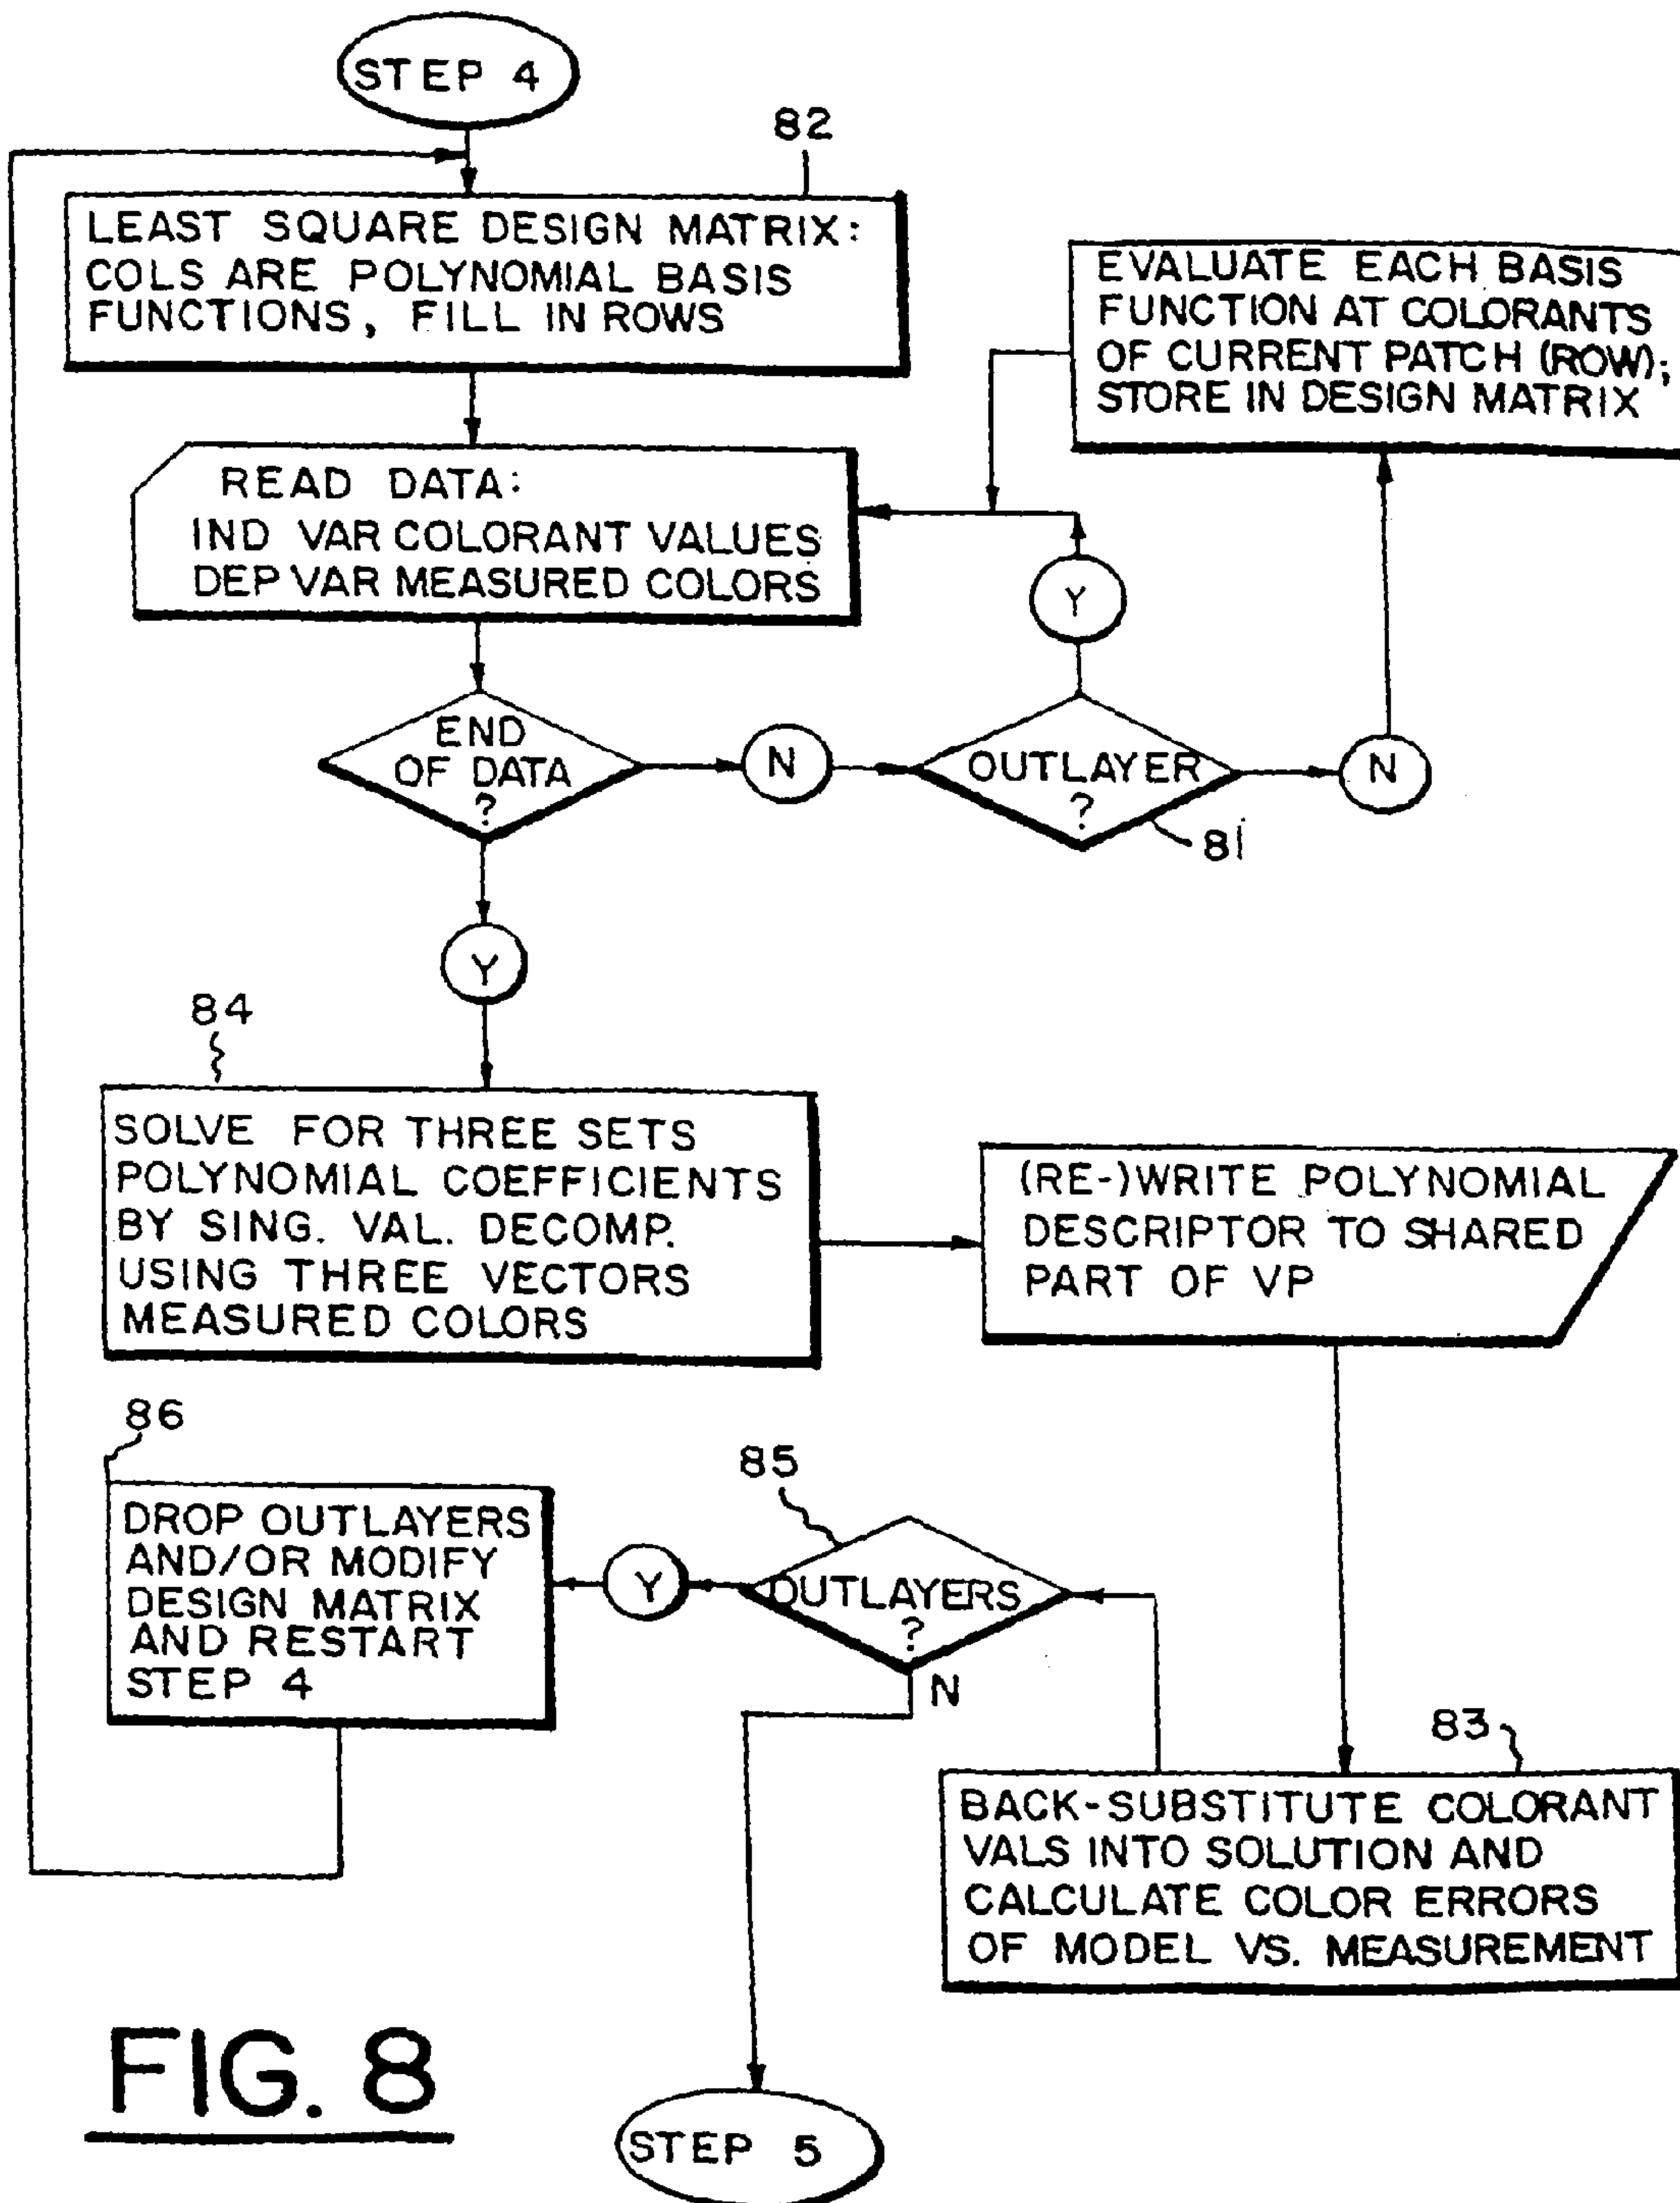 STEP 4
82
LEAST SQUARE DESIGN MATRIX:
COLS ARE POLYNOMIAL BASIS
FUNCTIONS, FILL IN ROWS
EVALUATE EACH BASIS
FUNCTION AT COLORANTS
OF CURRENT PATCH (ROW);
STORE IN DESIGN MATRIX
READ DATA:
IND VAR COLORANT VALUES
DEP VAR MEASURED COLORS
Y
END
OF DATA
?
N
OUTLAYER
?
N
81
Y
84
SOLVE FOR THREE SETS
POLYNOMIAL COEFFICIENTS
BY SING. VAL. DECOMP.
USING THREE VECTORS
MEASURED COLORS
(RE-)WRITE POLYNOMIAL
DESCRIPTOR TO SHARED
PART OF VP
86
DROP OUTLAYERS
AND/OR MODIFY
DESIGN MATRIX
AND RESTART
STEP 4
Y
85
OUTLAYERS
?
N
83
BACK-SUBSTITUTE COLORANT
VALS INTO SOLUTION AND
CALCULATE COLOR ERRORS
OF MODEL VS. MEASUREMENT
FIG. 8
STEP 5